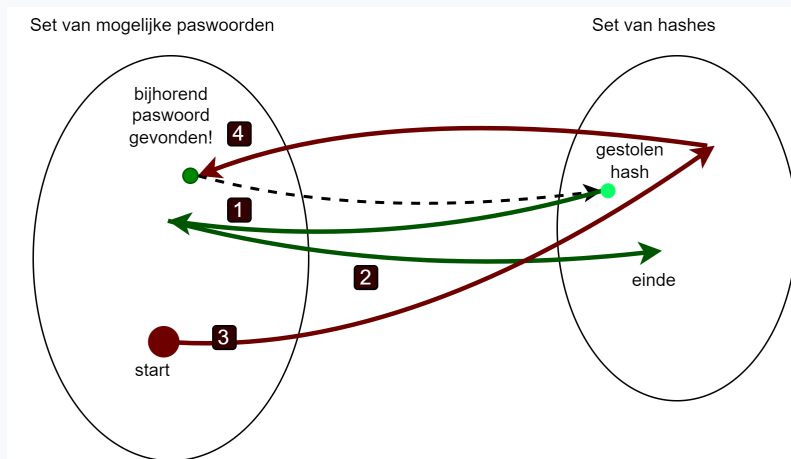 Set van mogelijke paswoorden
Set van hashes
bijhorend
paswoord
gevonden!
4
gestolen
hash
1
2
einde
3
start